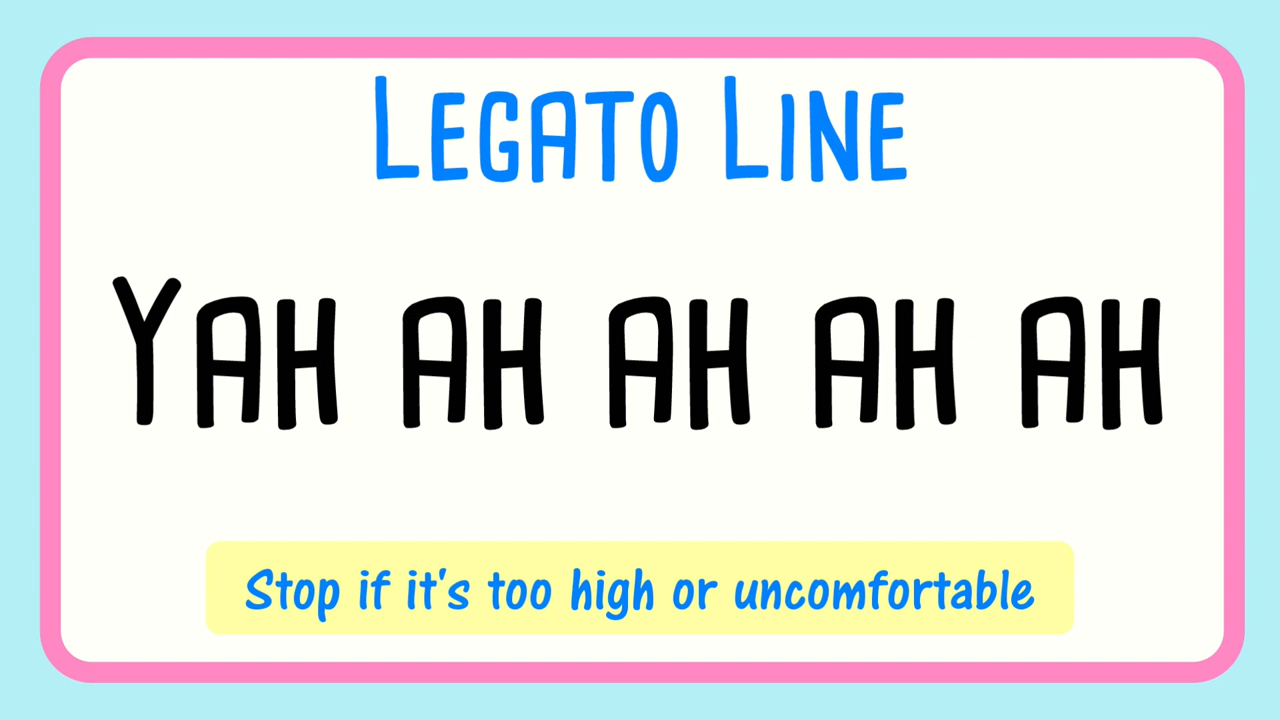 Legato Line
Yah ah ah ah ah
Stop if it's too high or uncomfortable